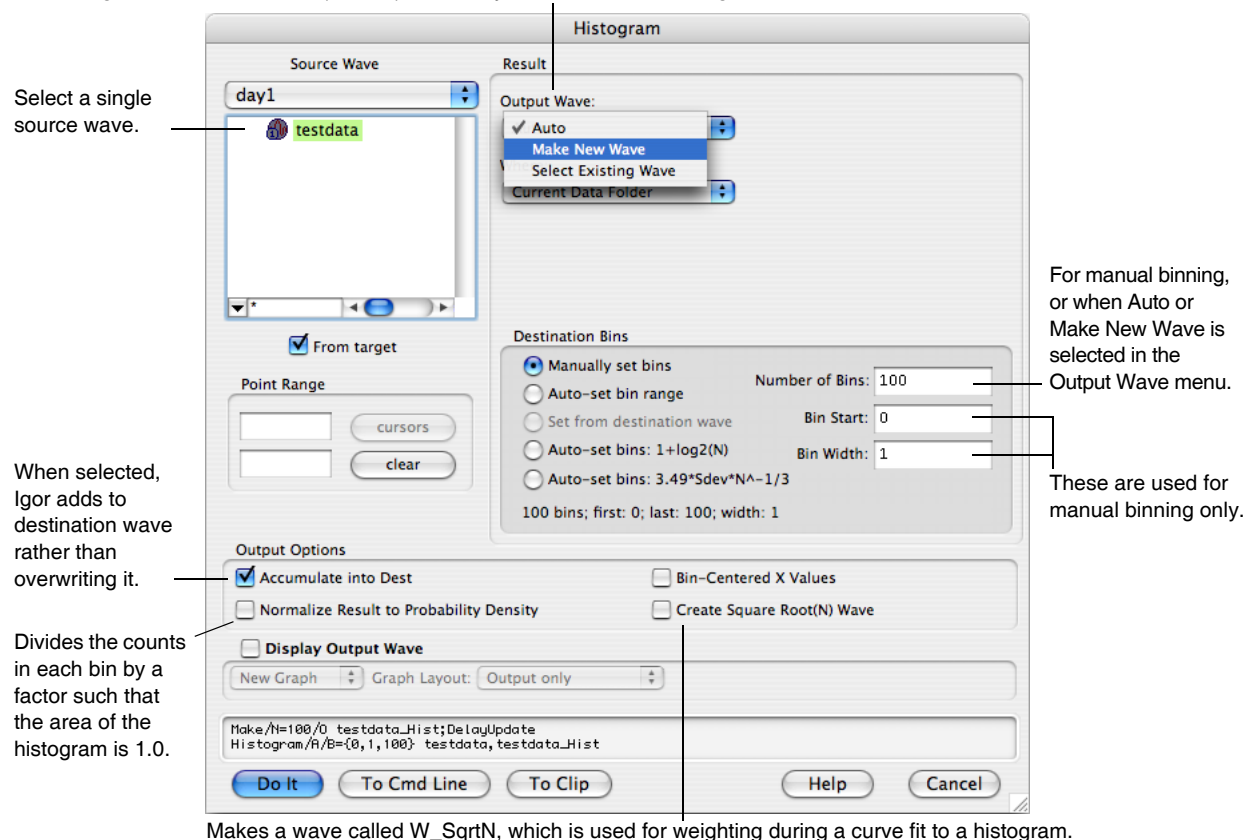 Histogram
Source Wave
Result
Select a single
source wave.
day1
testdata
Output Wave:
✓ Auto
Make New Wave
Select Existing Wave
Current Data Folder
*
From target
Point Range
cursors
clear
Destination Bins
Manually set bins
Auto-set bin range
Set from destination wave
Auto-set bins: 1+log2(N)
Auto-set bins: 3.49*Sdev*N^-1/3
100 bins; first: 0; last: 100; width: 1
Number of Bins: 100
Bin Start: 0
Bin Width: 1
For manual binning,
or when Auto or
Make New Wave is
selected in the
Output Wave menu.
These are used for
manual binning only.
When selected,
Igor adds to
destination wave
rather than
overwriting it.
Output Options
Accumulate into Dest
Bin-Centered X Values
Normalize Result to Probability Density
Create Square Root(N) Wave
Divides the counts
in each bin by a
factor such that
the area of the
histogram is 1.0.
Display Output Wave
New Graph
Graph Layout: Output only
Make/N=100/O testdata_Hist;DelayUpdate
Histogram/A/B={0,1,100} testdata,testdata_Hist
Do It
To Cmd Line
To Clip
Help
Cancel
Makes a wave called W_SqrtN, which is used for weighting during a curve fit to a histogram.